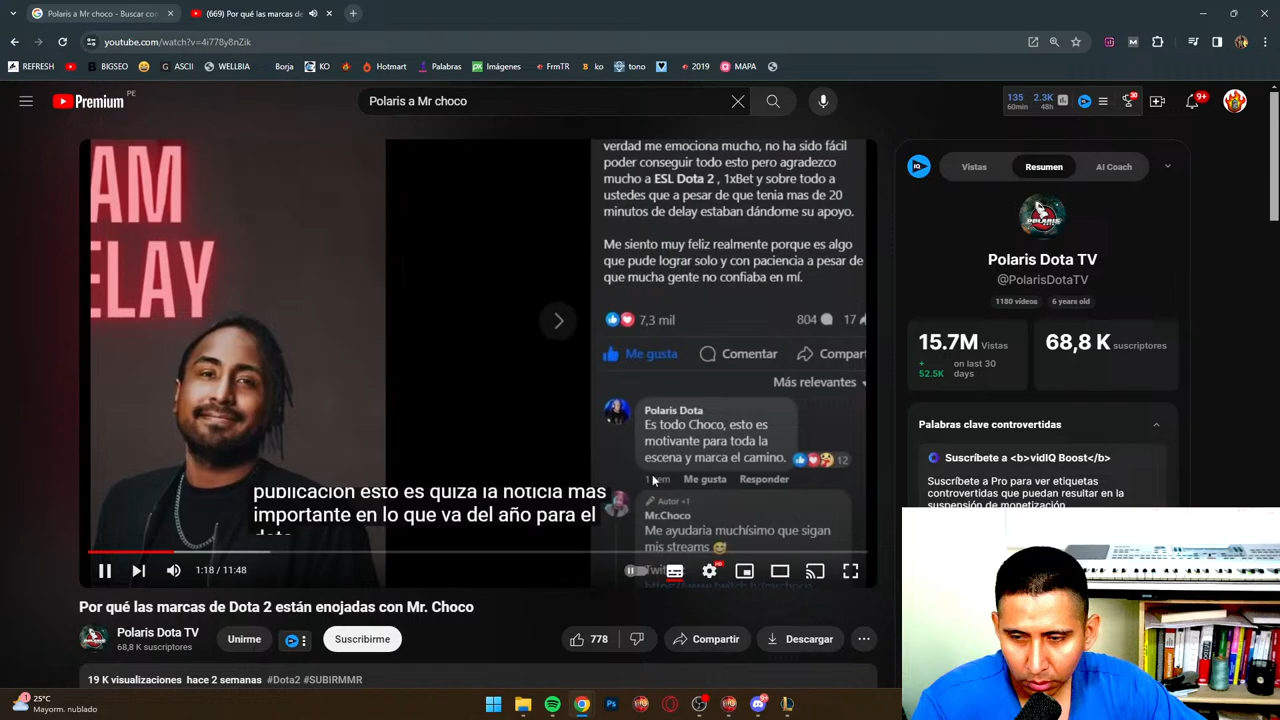 Polaris a Mr choco - Buscar con
(669) Por qué las marcas de
youtube.com/watch?v=4i778y8nZik
REFRESH
BIGSEO
ASCII
WELLBIA
Borja
KO
Hotmart
Palabras
Imágenes
FrmTR
ko
tono
2019
MAPA
Premium PE
Polaris a Mr choco
135 2.3K
60min 48h
30
9+
AM
ELAY
verdad me emociona mucho, no ha sido fácil
poder conseguir todo esto pero agradezco
mucho a ESL Dota 2 , 1xBet y sobre todo a
ustedes que a pesar de que tenia mas de 20
minutos de delay estaban dándome su apoyo.
Me siento muy feliz realmente porque es algo
que pude lograr solo y con paciencia a pesar de
que mucha gente no confiaba en mí.
7,3 mil 804 17
Me gusta Comentar Compart
Más relevantes
Polaris Dota
Es todo Choco, esto es
motivante para toda la
escena y marca el camino.
12
Me gusta Responder
Autor +1
Mr.Choco
Me ayudaria muchísimo que sigan
mis streams
publicación esto es quizá la noticia más
importante en lo que va del año para el
1:18 / 11:48
Por qué las marcas de Dota 2 están enojadas con Mr. Choco
Polaris Dota TV
68,8 K suscriptores
Unirme
Suscribirme
778
Compartir
Descargar
19 K visualizaciones hace 2 semanas #Dota2 #SUBIRMMR
IQ
Vistas
Resumen
AI Coach
Polaris Dota TV
@PolarisDotaTV
1180 vídeos
6 years old
15.7M Vistas
+
52.5K
on last 30
days
68,8 K suscriptores
Palabras clave controvertidas
Suscríbete a <b>vidIQ Boost</b>
Suscríbete a Pro para ver etiquetas
controvertidas que puedan resultar en la
suspensión de monetización
1
25°C
Mayorm. nublado